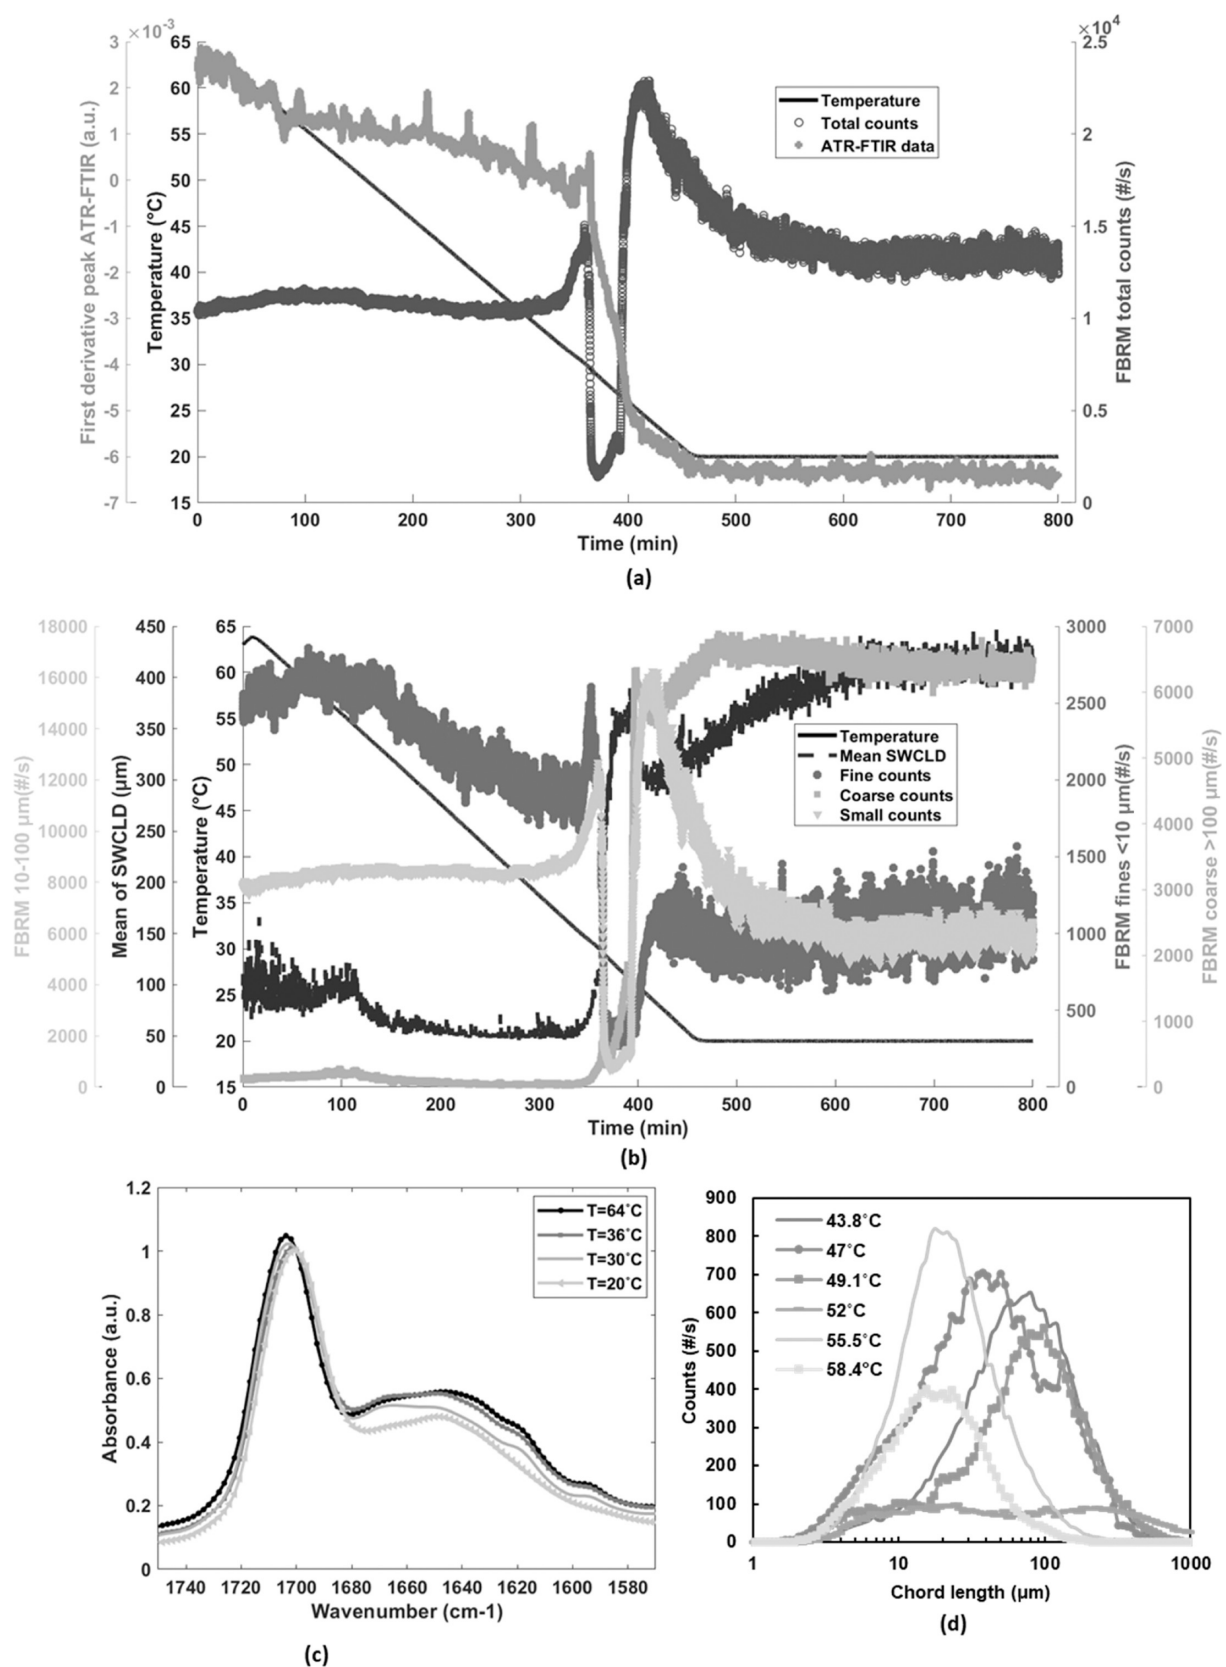 ×10⁻³
×10⁴
3
2
1
0
-1
-2
-3
-4
-5
-6
-7
First derivative peak ATR-FTIR (a.u.)
65
60
55
50
45
40
35
30
25
20
15
Temperature (°C)
Temperature
Total counts
ATR-FTIR data
2.5
2
1.5
1
0.5
0
FBRM total counts (#/s)
0 100 200 300 400 500 600 700 800
Time (min)
(a)
18000
16000
14000
12000
10000
8000
6000
4000
2000
0
FBRM 10-100 µm(#/s)
450
400
350
300
250
200
150
100
50
0
Mean of SWCLD (µm)
65
60
55
50
45
40
35
30
25
20
15
Temperature (°C)
Temperature
Mean SWCLD
Fine counts
Coarse counts
Small counts
3000
2500
2000
1500
1000
500
0
FBRM fines <10 µm(#/s)
7000
6000
5000
4000
3000
2000
1000
0
FBRM coarse >100 µm(#/s)
0 100 200 300 400 500 600 700 800
Time (min)
(b)
1.2
1
0.8
0.6
0.4
0.2
0
Absorbance (a.u.)
T=64°C
T=36°C
T=30°C
T=20°C
1740 1720 1700 1680 1660 1640 1620 1600 1580
Wavenumber (cm-1)
(c)
900
800
700
600
500
400
300
200
100
0
Counts (#/s)
43.8°C
47°C
49.1°C
52°C
55.5°C
58.4°C
1 10 100 1000
Chord length (µm)
(d)